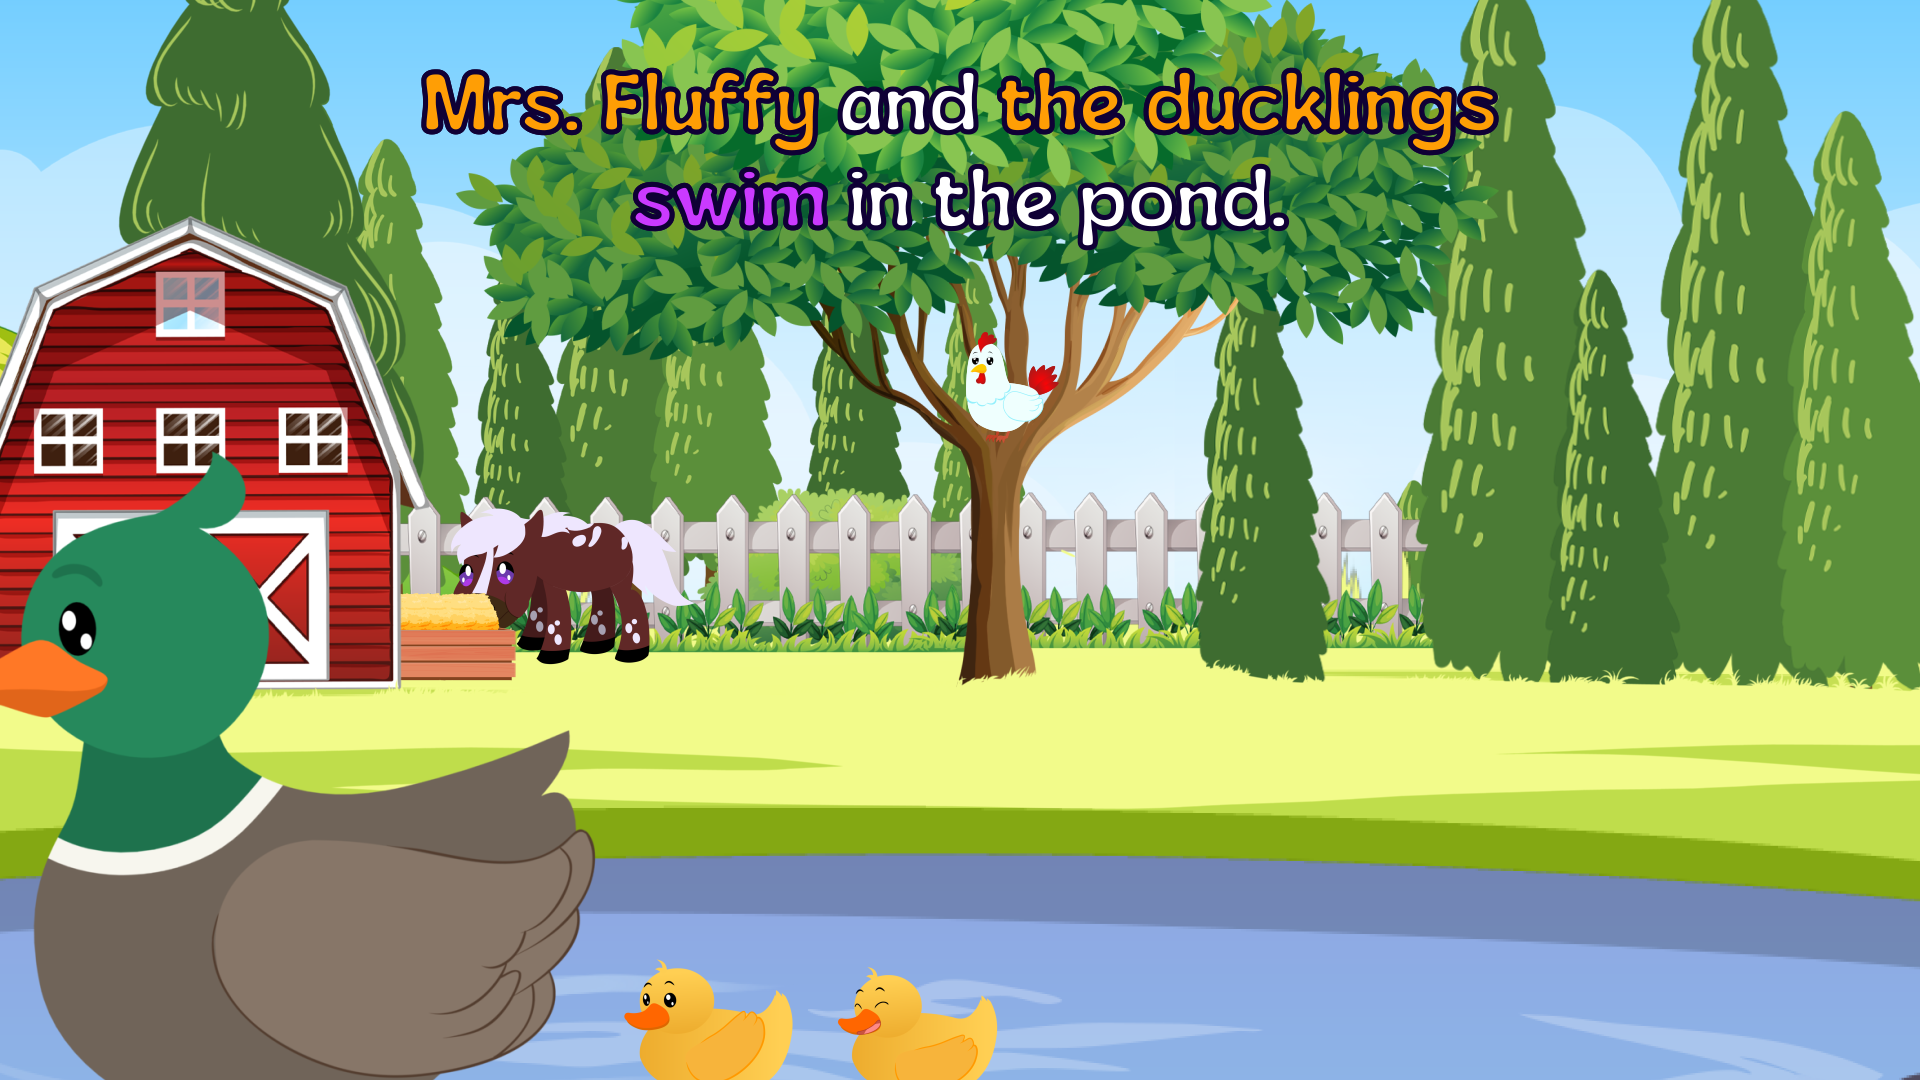 Mrs. Fluffy and the ducklings
swim in the pond.